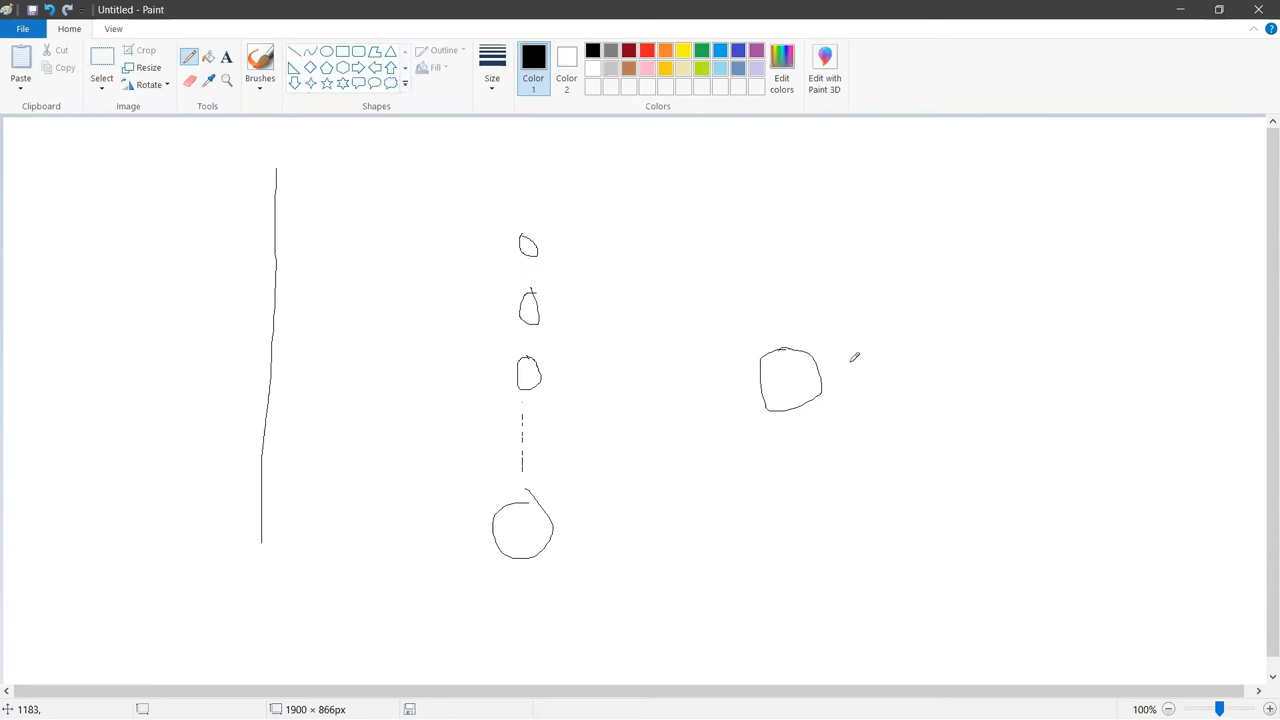 Untitled - Paint
File
Home
View
Paste
Cut
Copy
Clipboard
Select
Crop
Resize
Rotate
Image
Tools
A
Brushes
Shapes
Outline
Fill
Size
Color
1
Color
2
Edit
colors
Edit with
Paint 3D
Colors
1183,
1900 × 866px
100%